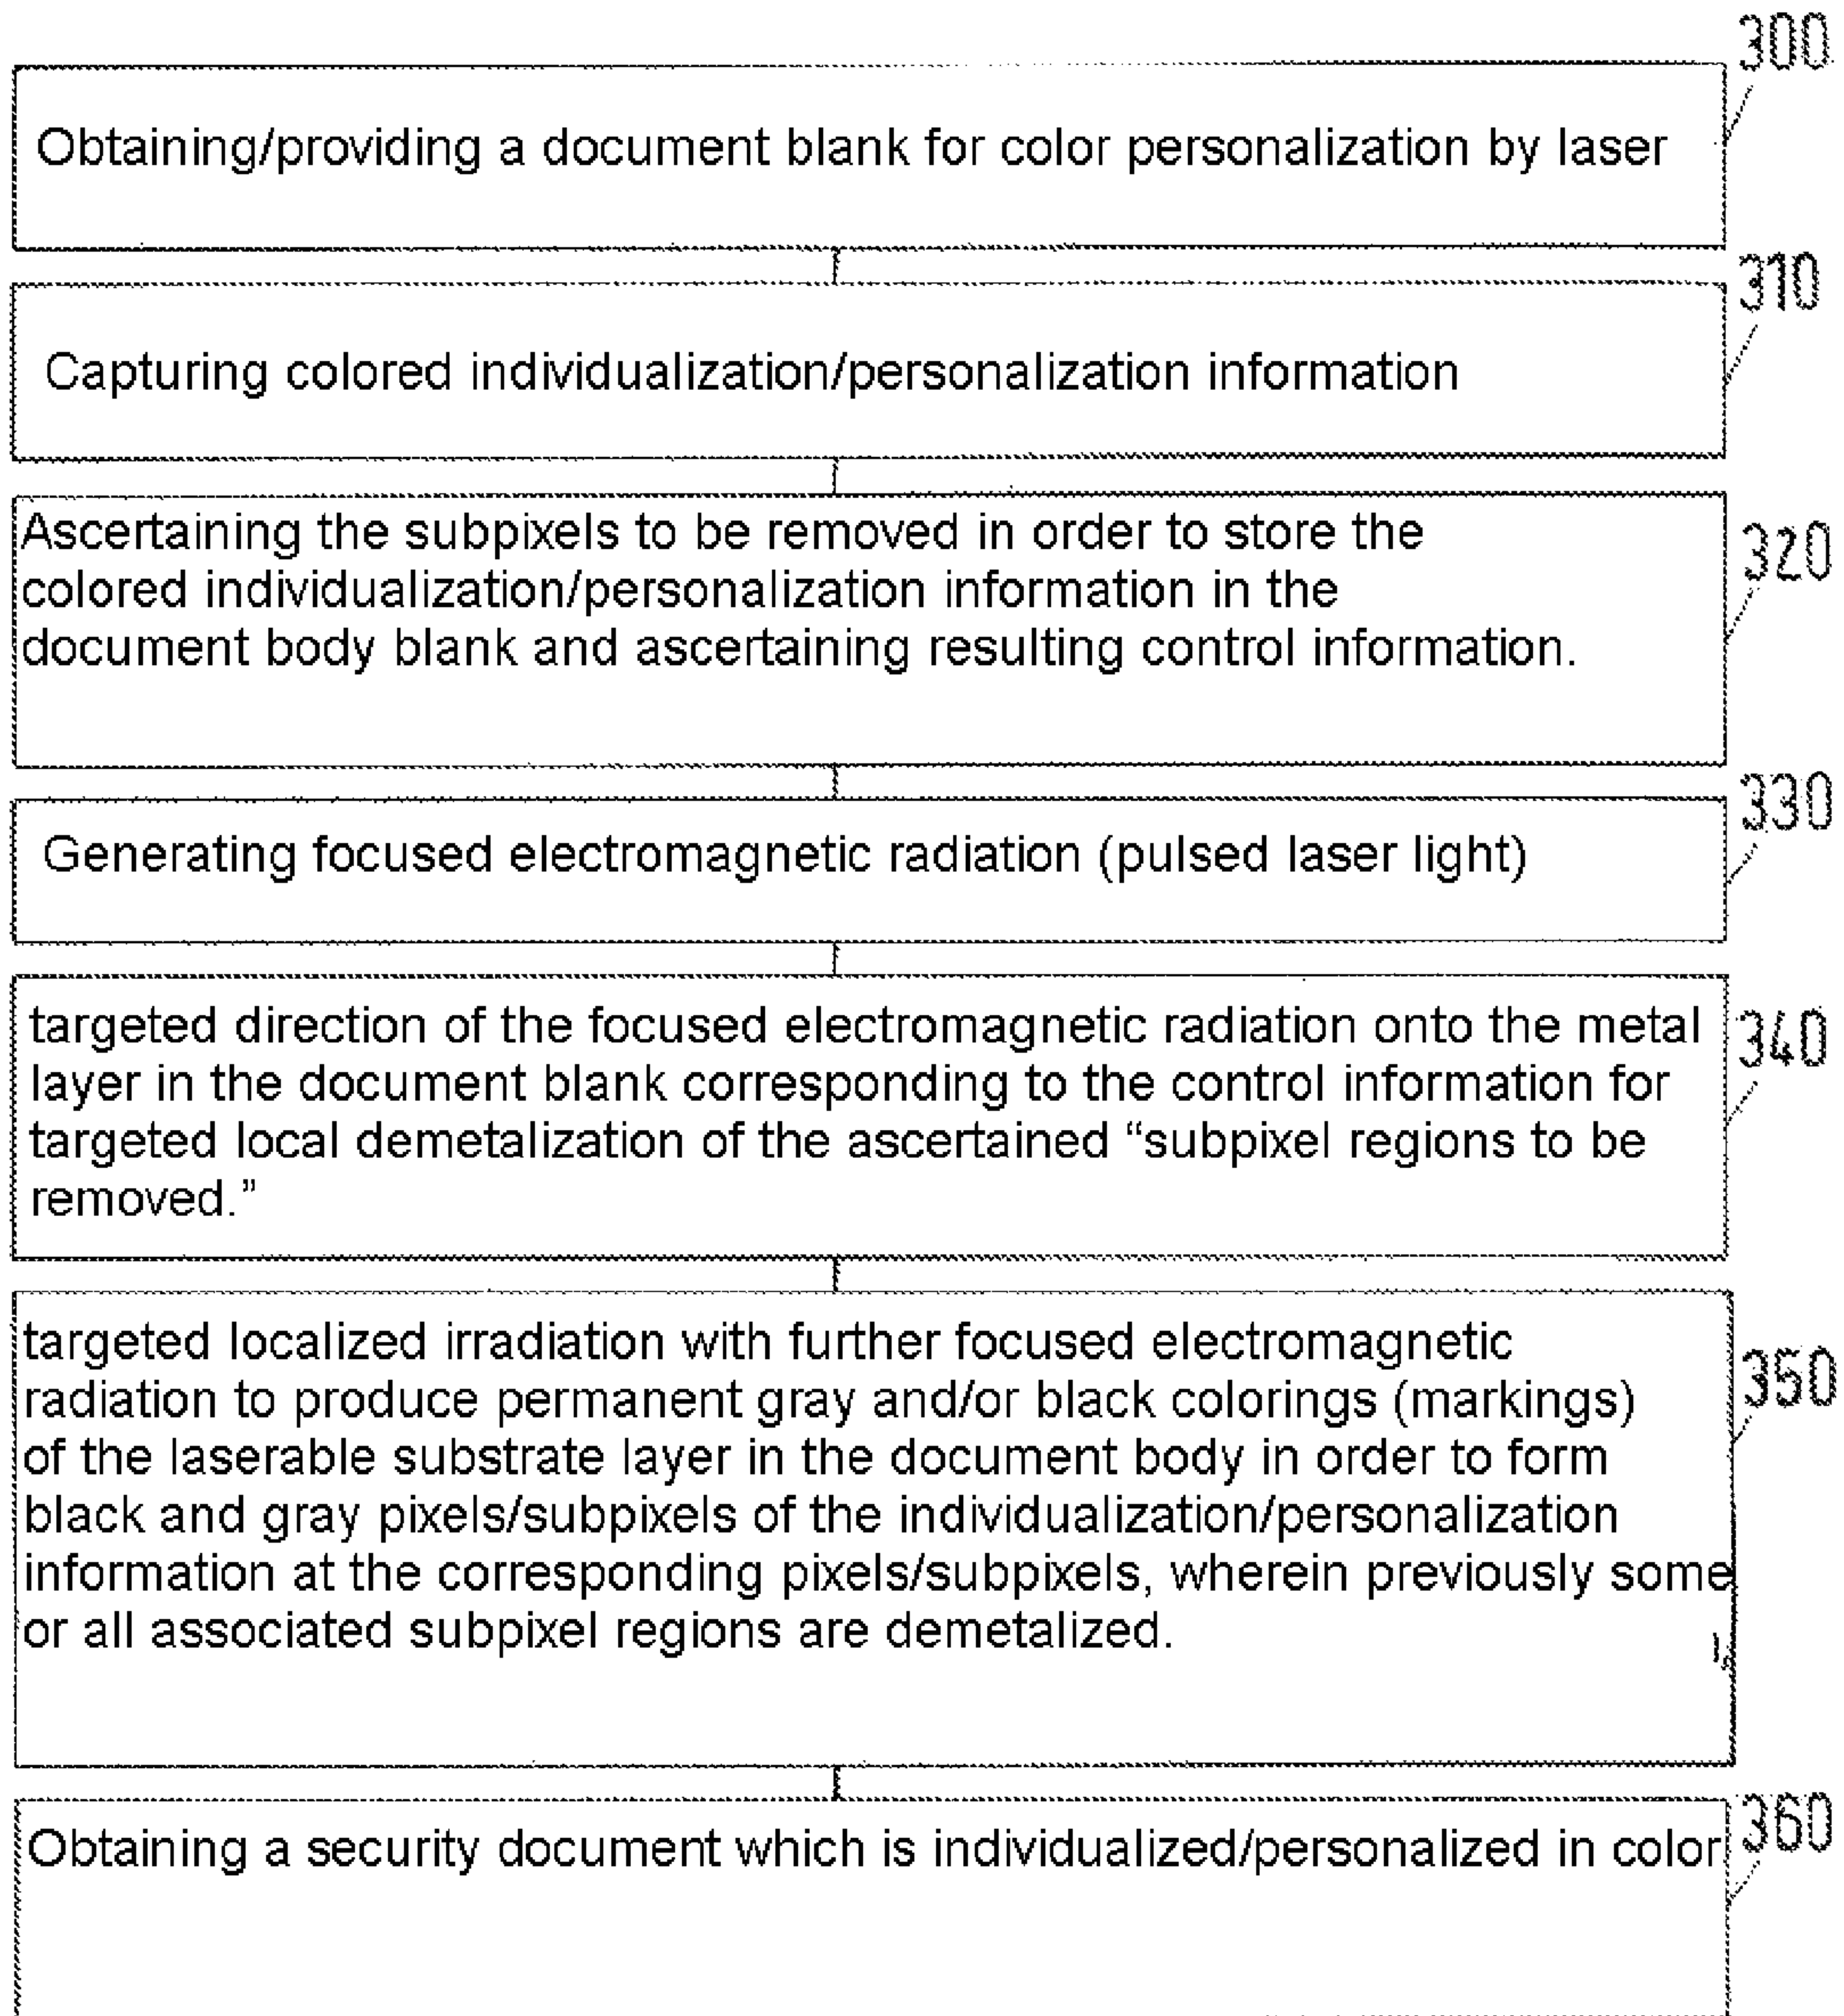 300
Obtaining/providing a document blank for color personalization by laser
310
Capturing colored individualization/personalization information
Ascertaining the subpixels to be removed in order to store the
colored individualization/personalization information in the
document body blank and ascertaining resulting control information.
320
330
Generating focused electromagnetic radiation (pulsed laser light)
targeted direction of the focused electromagnetic radiation onto the metal
layer in the document blank corresponding to the control information for
targeted local demetalization of the ascertained “subpixel regions to be
removed.”
340
targeted localized irradiation with further focused electromagnetic
radiation to produce permanent gray and/or black colorings (markings)
of the laserable substrate layer in the document body in order to form
black and gray pixels/subpixels of the individualization/personalization
information at the corresponding pixels/subpixels, wherein previously some
or all associated subpixel regions are demetalized.
350
360
Obtaining a security document which is individualized/personalized in color